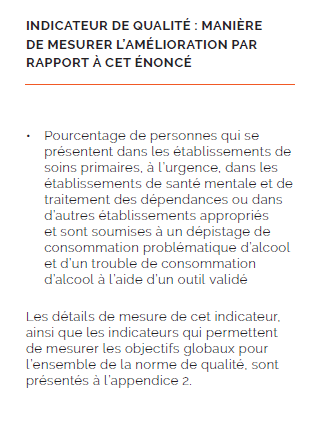 INDICATEUR DE QUALITÉ : MANIÈRE
DE MESURER L'AMÉLIORATION PAR
RAPPORT À CET ÉNONCÉ
• Pourcentage de personnes qui se
présentent dans les établissements de
soins primaires, à l'urgence, dans les
établissements de santé mentale et de
traitement des dépendances ou dans
d'autres établissements appropriés
et sont soumises à un dépistage de
consommation problématique d'alcool
et d'un trouble de consommation
d'alcool à l'aide d'un outil validé
Les détails de mesure de cet indicateur,
ainsi que les indicateurs qui permettent
de mesurer les objectifs globaux pour
l'ensemble de la norme de qualité, sont
présentés à l'appendice 2.